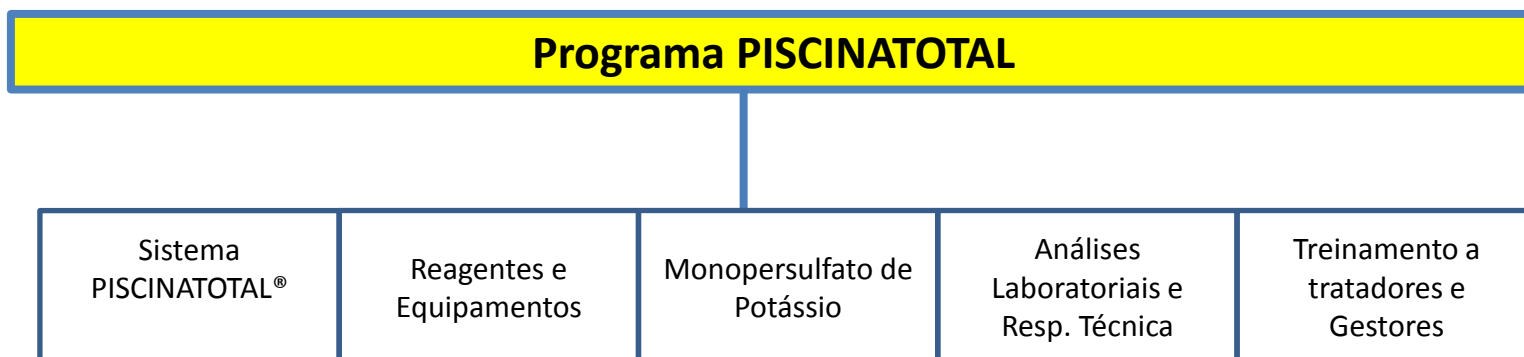 Programa PISCINATOTAL
Sistema
PISCINATOTAL®
Reagentes e
Equipamentos
Monopersulfato de
Potássio
Análises
Laboratoriais e
Resp. Técnica
Treinamento a
tratadores e
Gestores